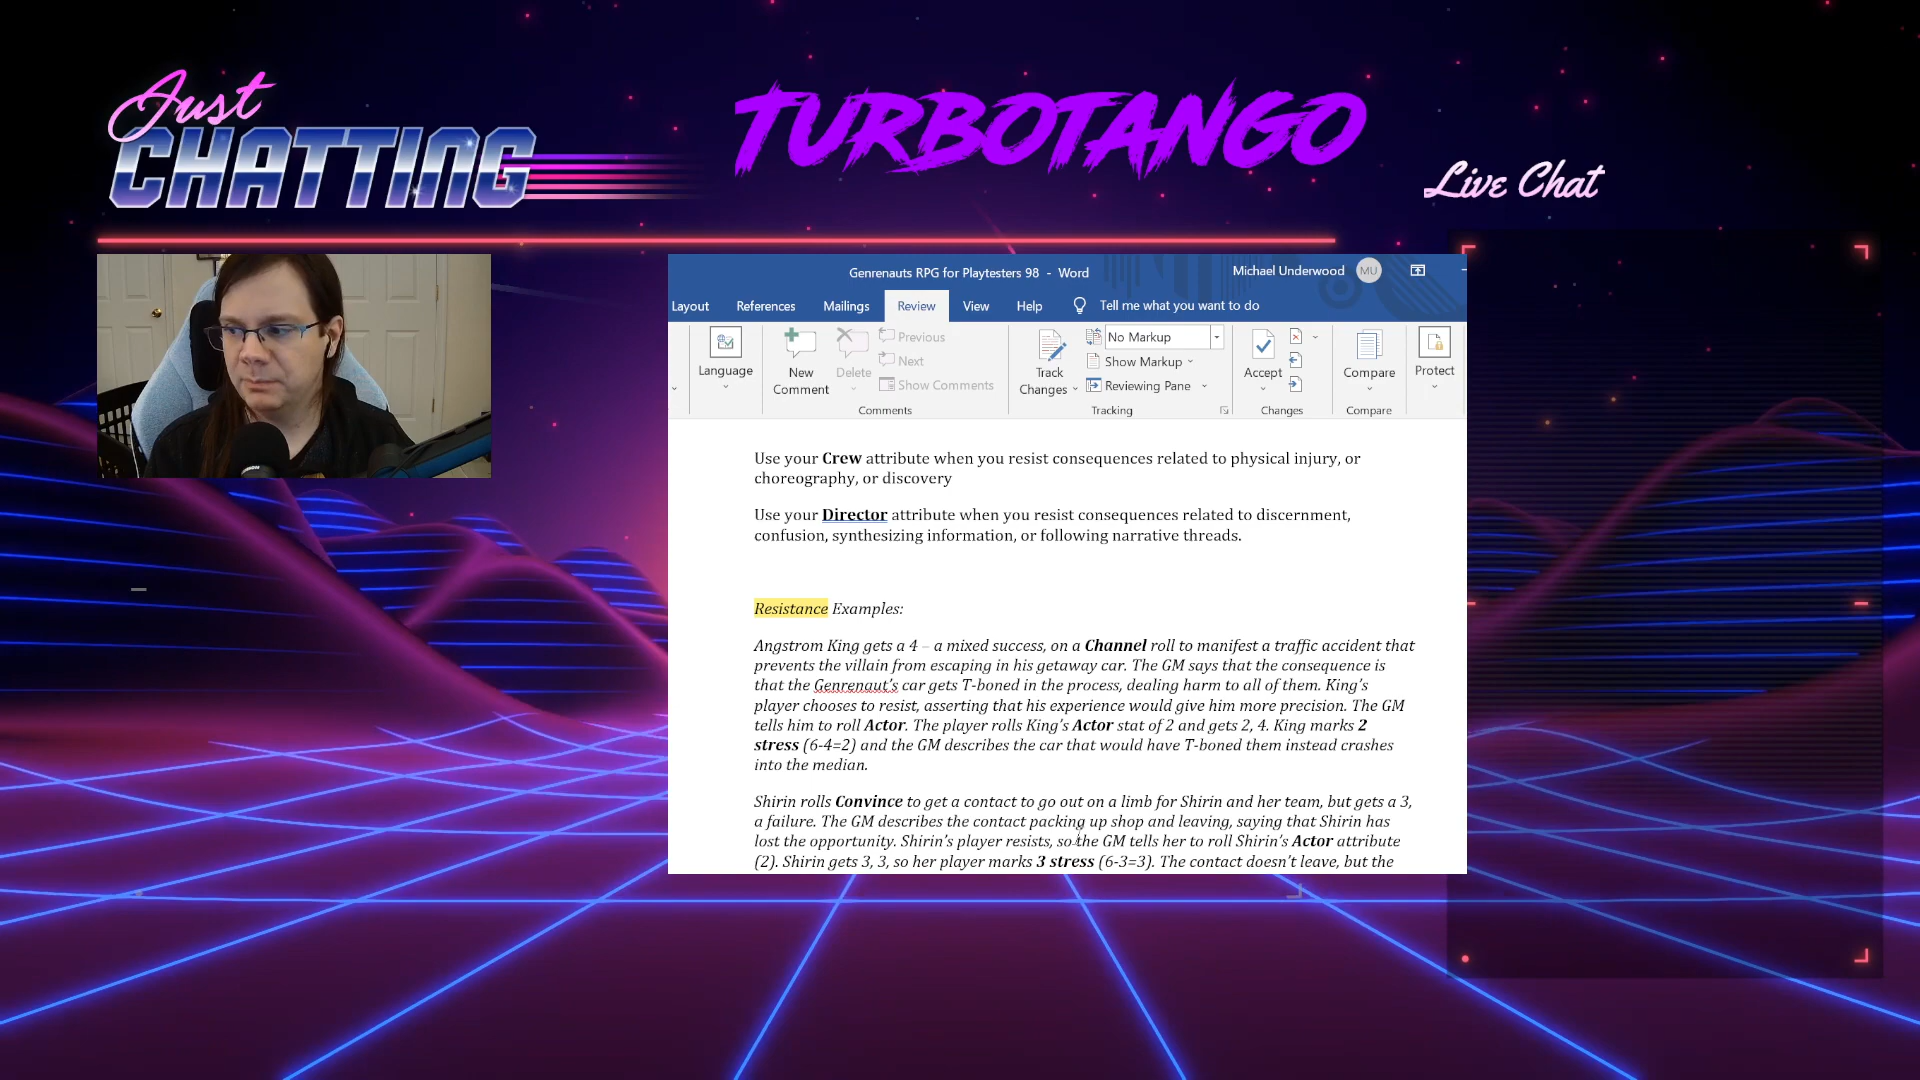 Just
CHATTING
TURBOTANGO
Live Chat
Genrenauts RPG for Playtesters 98 - Word
Michael Underwood
MU
Layout References Mailings Review View Help Tell me what you want to do
Language
New Comment
Delete
Previous
Next
Show Comments
Comments
Track Changes
No Markup
Show Markup
Reviewing Pane
Tracking
Accept
Changes
Compare
Compare
Protect
Use your Crew attribute when you resist consequences related to physical injury, or
choreography, or discovery
Use your Director attribute when you resist consequences related to discernment,
confusion, synthesizing information, or following narrative threads.
Resistance Examples:
Angstrom King gets a 4 – a mixed success, on a Channel roll to manifest a traffic accident that
prevents the villain from escaping in his getaway car. The GM says that the consequence is
that the Genrenaut's car gets T-boned in the process, dealing harm to all of them. King's
player chooses to resist, asserting that his experience would give him more precision. The GM
tells him to roll Actor. The player rolls King's Actor stat of 2 and gets 2, 4. King marks 2
stress (6-4=2) and the GM describes the car that would have T-boned them instead crashes
into the median.
Shirin rolls Convince to get a contact to go out on a limb for Shirin and her team, but gets a 3,
a failure. The GM describes the contact packing up shop and leaving, saying that Shirin has
lost the opportunity. Shirin's player resists, so the GM tells her to roll Shirin's Actor attribute
(2). Shirin gets 3, 3, so her player marks 3 stress (6-3=3). The contact doesn't leave, but the